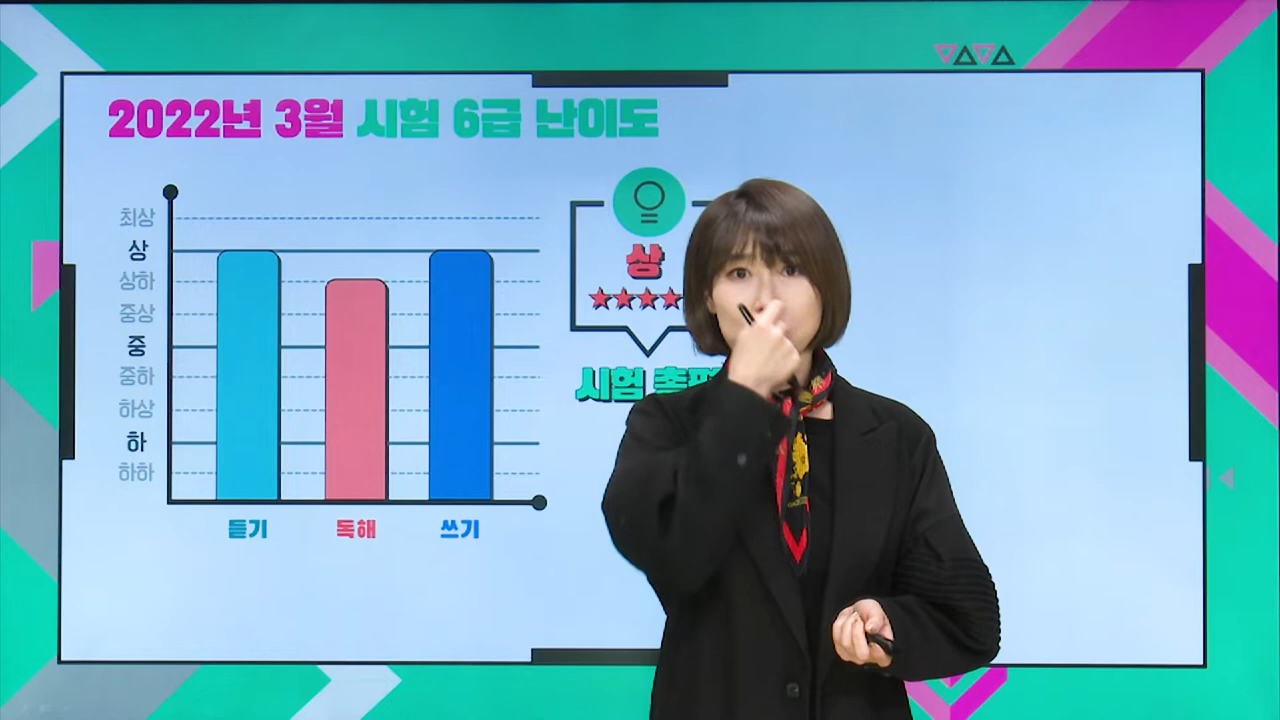 2022년 3월 시험 6급 난이도
최상
상
상하
중상
중
중하
하상
하
하하
듣기
독해
쓰기
상
★★★★
시험